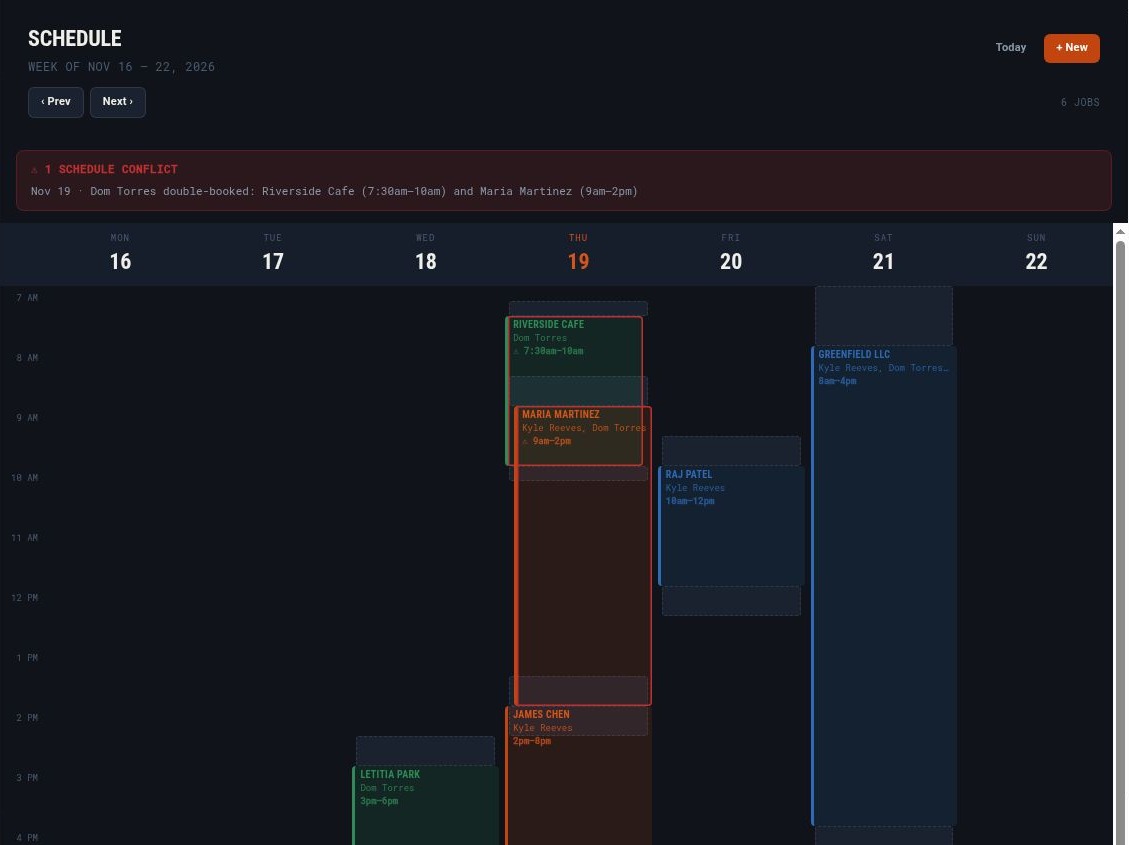 SCHEDULE
WEEK OF NOV 16 – 22, 2026
Today
+ New
‹ Prev
Next ›
6 JOBS
⚠ 1 SCHEDULE CONFLICT
Nov 19 · Dom Torres double-booked: Riverside Cafe (7:30am–10am) and Maria Martinez (9am–2pm)
MON
16
TUE
17
WED
18
THU
19
FRI
20
SAT
21
SUN
22
7 AM
8 AM
9 AM
10 AM
11 AM
12 PM
1 PM
2 PM
3 PM
4 PM
LETITIA PARK
Dom Torres
3pm–6pm
RIVERSIDE CAFE
Dom Torres
⚠ 7:30am–10am
MARIA MARTINEZ
Kyle Reeves, Dom Torres
⚠ 9am–2pm
JAMES CHEN
Kyle Reeves
2pm–8pm
RAJ PATEL
Kyle Reeves
10am–12pm
GREENFIELD LLC
Kyle Reeves, Dom Torres…
8am–4pm